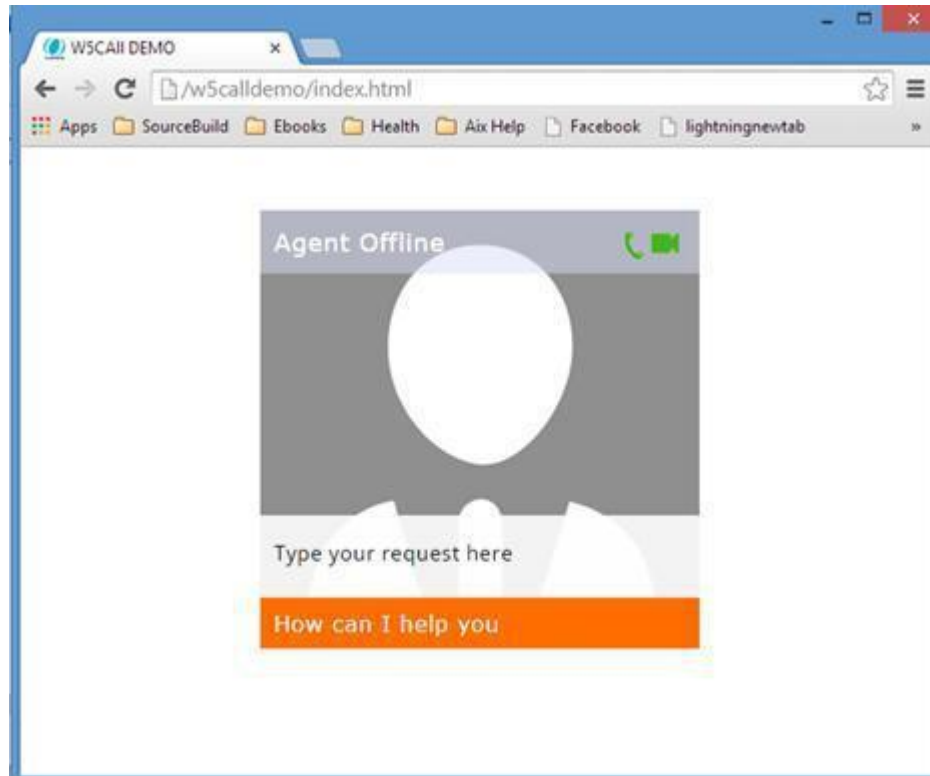 W5CAll DEMO
/w5calldemo/index.html
Apps SourceBuild Ebooks Health Aix Help Facebook lightningnewtab »
Agent Offline
Type your request here
How can I help you